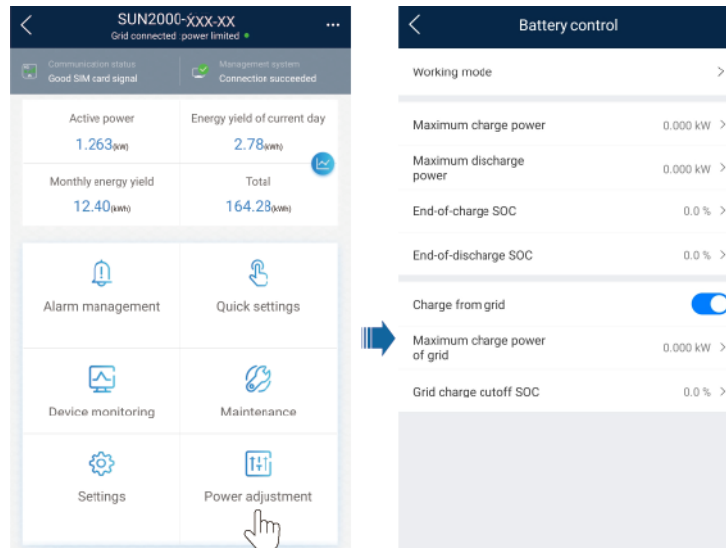 SUN2000-XXX-XX
...
Grid connected :power limited
Communication status
Good SIM card signal
Management system
Connection succeeded
Active power
1.263(kW)
Energy yield of current day
2.78(kWh)
Monthly energy yield
12.40(kWh)
Total
164.28(kWh)
Alarm management
Quick settings
Device monitoring
Maintenance
Settings
Power adjustment
Battery control
Working mode
Maximum charge power
0.000 kW
Maximum discharge
power
0.000 kW
End-of-charge SOC
0.0 %
End-of-discharge SOC
0.0 %
Charge from grid
Maximum charge power
of grid
0.000 kW
Grid charge cutoff SOC
0.0 %